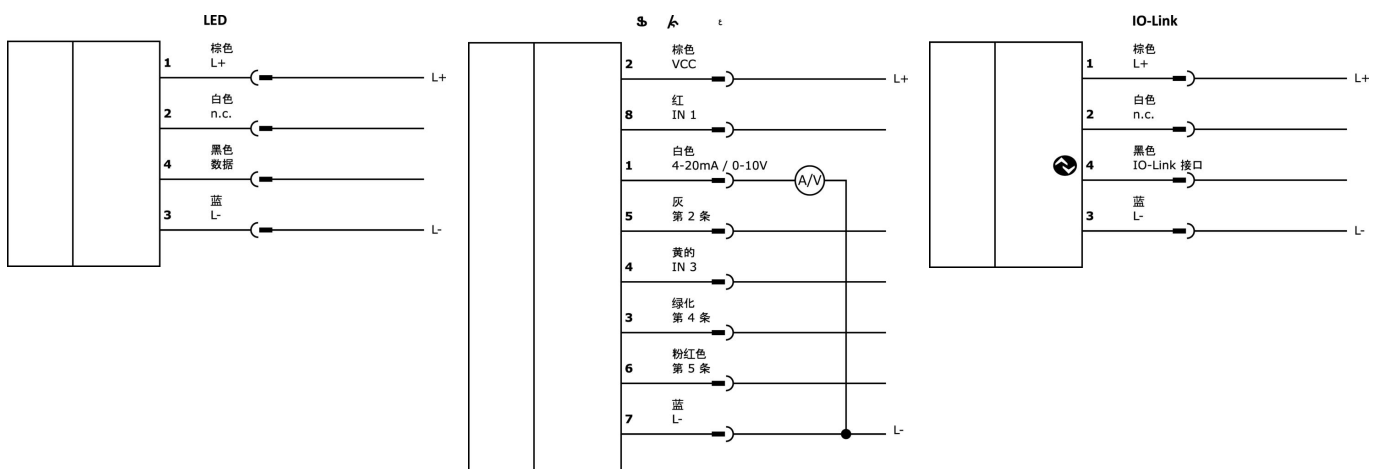 LED
棕色
1 L+
L+
白色
2 n.c.
黑色
4 数据
蓝
3 L-
L-
棕色
2 VCC
L+
红
8 IN 1
白色
1 4-20mA / 0-10V
A/V
灰
5 第 2 条
黄的
4 IN 3
绿化
3 第 4 条
粉红色
6 第 5 条
蓝
7 L-
L-
IO-Link
棕色
1 L+
L+
白色
2 n.c.
黑色
4 IO-Link 接口
蓝
3 L-
L-